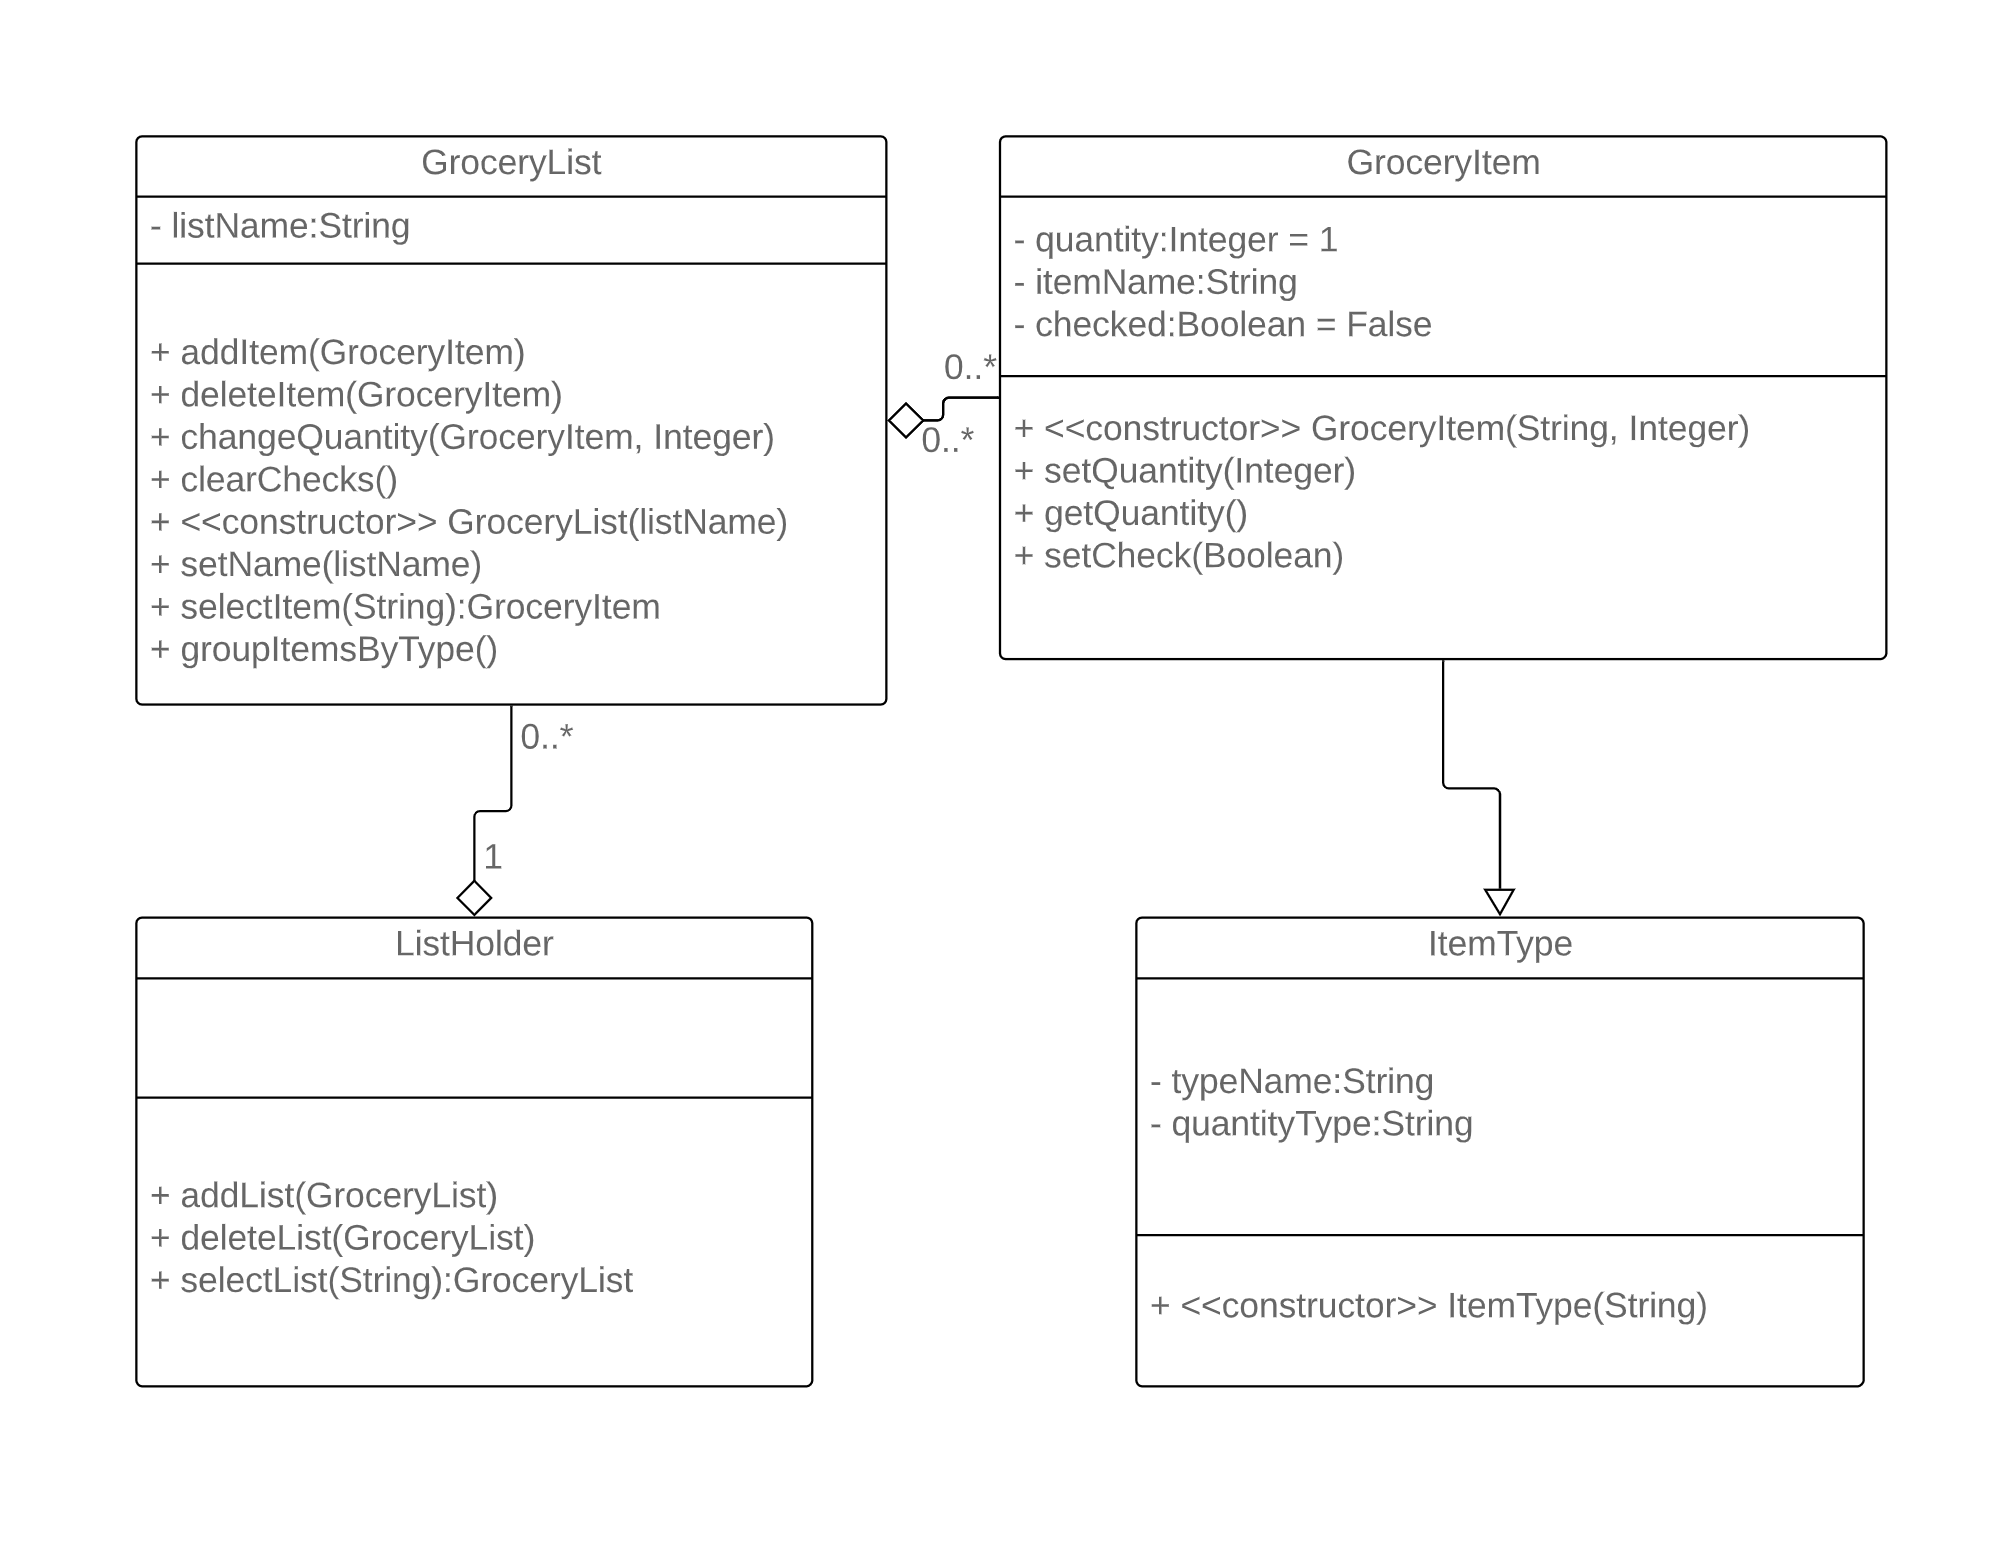 GroceryList
- listName:String
+ addItem(GroceryItem)
+ deleteItem(GroceryItem)
+ changeQuantity(GroceryItem, Integer)
+ clearChecks()
+ <<constructor>> GroceryList(listName)
+ setName(listName)
+ selectItem(String):GroceryItem
+ groupItemsByType()
0..*
0..*
GroceryItem
- quantity:Integer = 1
- itemName:String
- checked:Boolean = False
+ <<constructor>> GroceryItem(String, Integer)
+ setQuantity(Integer)
+ getQuantity()
+ setCheck(Boolean)
0..*
1
ListHolder
+ addList(GroceryList)
+ deleteList(GroceryList)
+ selectList(String):GroceryList
ItemType
- typeName:String
- quantityType:String
+ <<constructor>> ItemType(String)